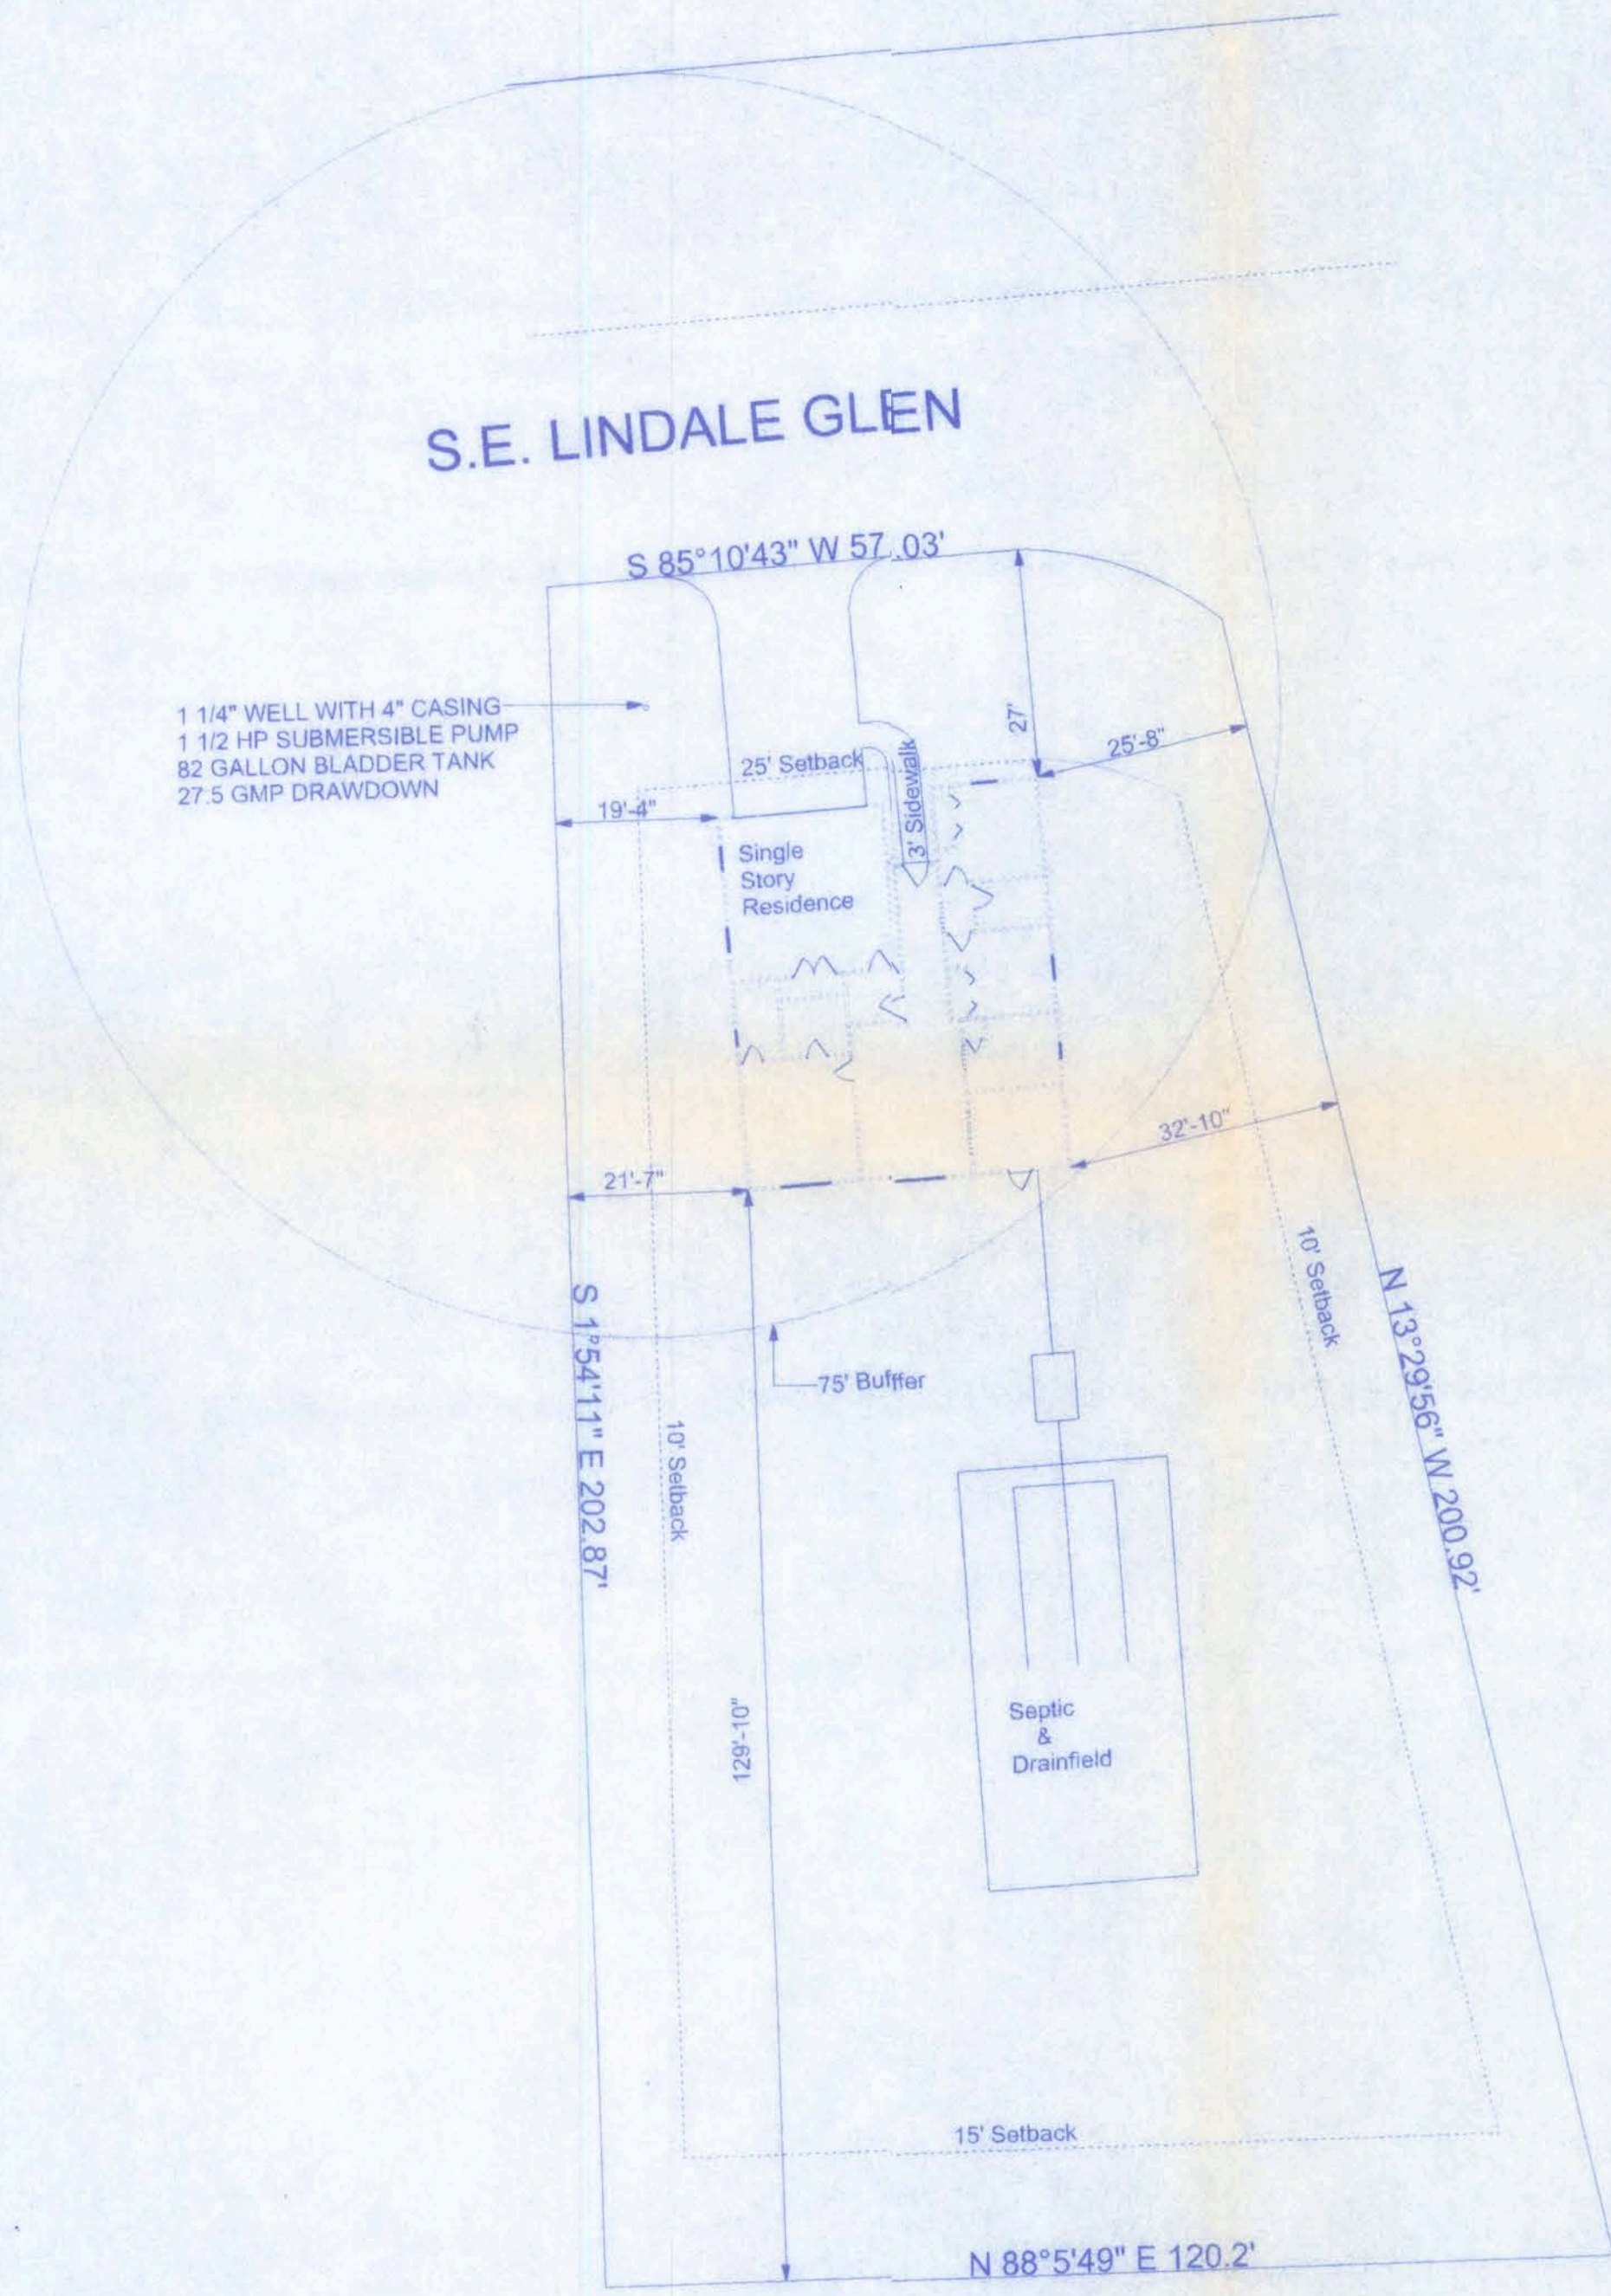 S.E. LINDALE GLEN
S 85°10'43" W 57.03'
1 1/4" WELL WITH 4" CASING
1 1/2 HP SUBMERSIBLE PUMP
82 GALLON BLADDER TANK
27.5 GMP DRAWDOWN
27'
25'-8"
25' Setback
3' Sidewalk
19'-4"
Single
Story
Residence
32'-10"
21'-7"
10' Setback
N 13°29'56" W 200.92'
S 1°54'11" E 202.87'
75' Bufffer
10' Setback
129'-10"
Septic
&
Drainfield
15' Setback
N 88°5'49" E 120.2'